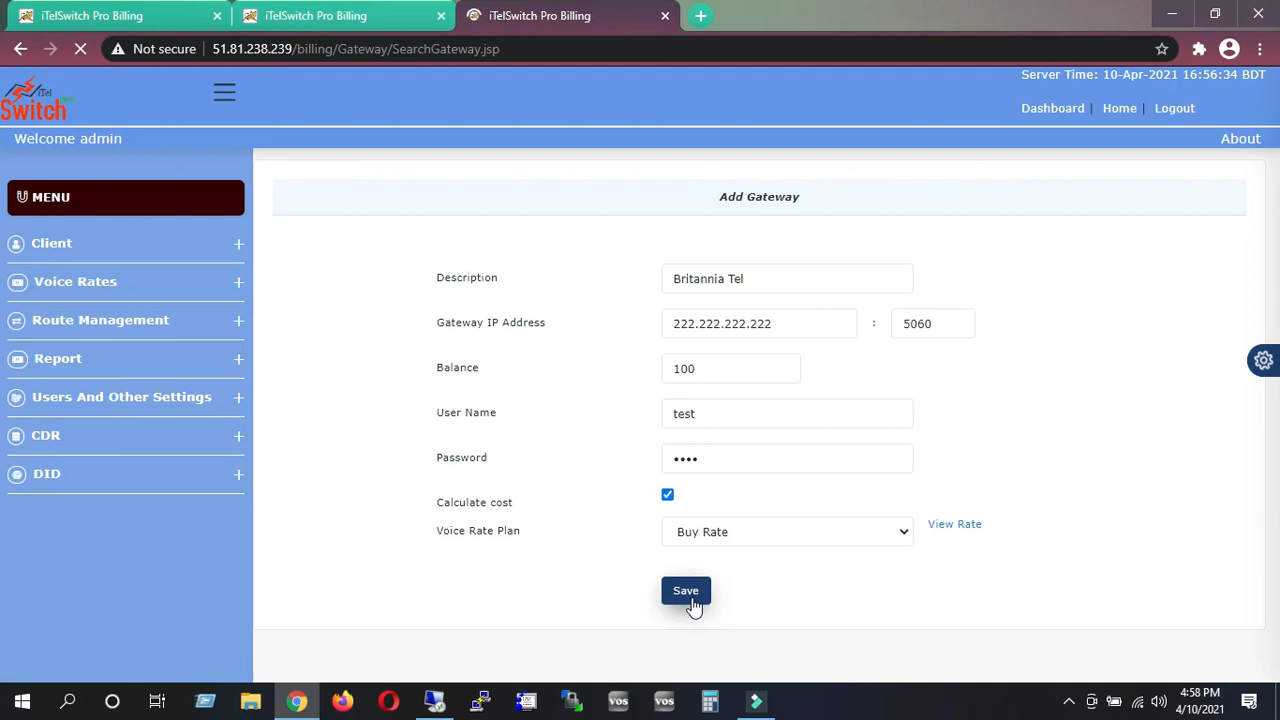 iTelSwitch Pro Billing
iTelSwitch Pro Billing
iTelSwitch Pro Billing
Not secure
51.81.238.239/billing/Gateway/SearchGateway.jsp
Server Time: 10-Apr-2021 16:56:34 BDT
iTel
Switch
Dashboard | Home | Logout
Welcome admin
About
MENU
Client +
Voice Rates +
Route Management +
Report +
Users And Other Settings +
CDR +
DID +
Add Gateway
Description
Britannia Tel
Gateway IP Address
222.222.222.222 : 5060
Balance
100
User Name
test
Password
••••
Calculate cost
Voice Rate Plan
Buy Rate
View Rate
Save
VOS
VOS
4:58 PM
4/10/2021